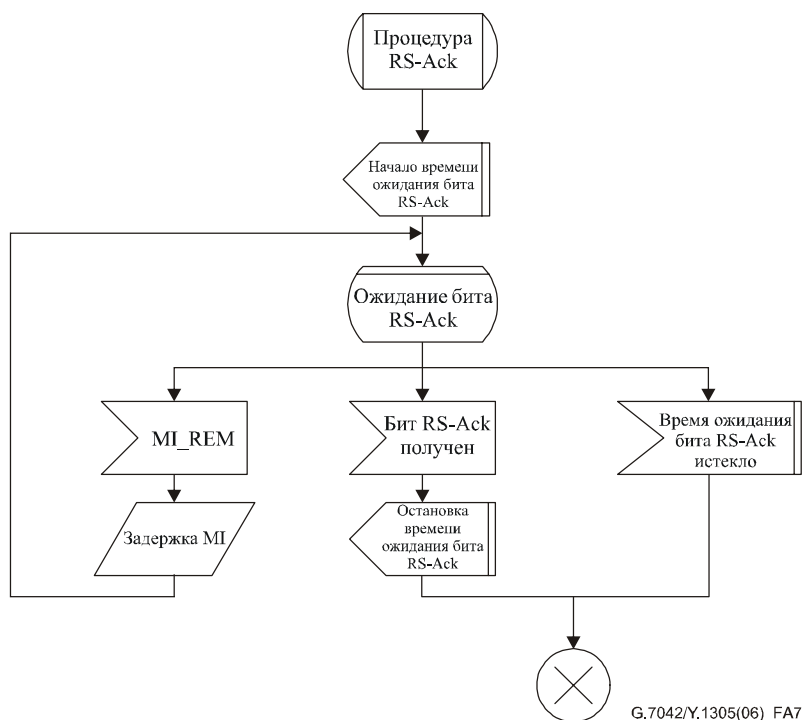 Процедура
RS-Ack
Начало времени
ожидания бита
RS-Ack
Ожидание бита
RS-Ack
MI_REM
Бит RS-Ack
получен
Время ожидания
бита RS-Ack
истекло
Задержка MI
Остановка
времени
ожидания бита
RS-Ack
G.7042/Y.1305(06)_FA7